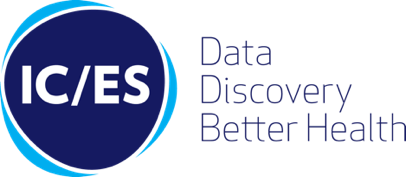 IC/ES
Data
Discovery
Better Health